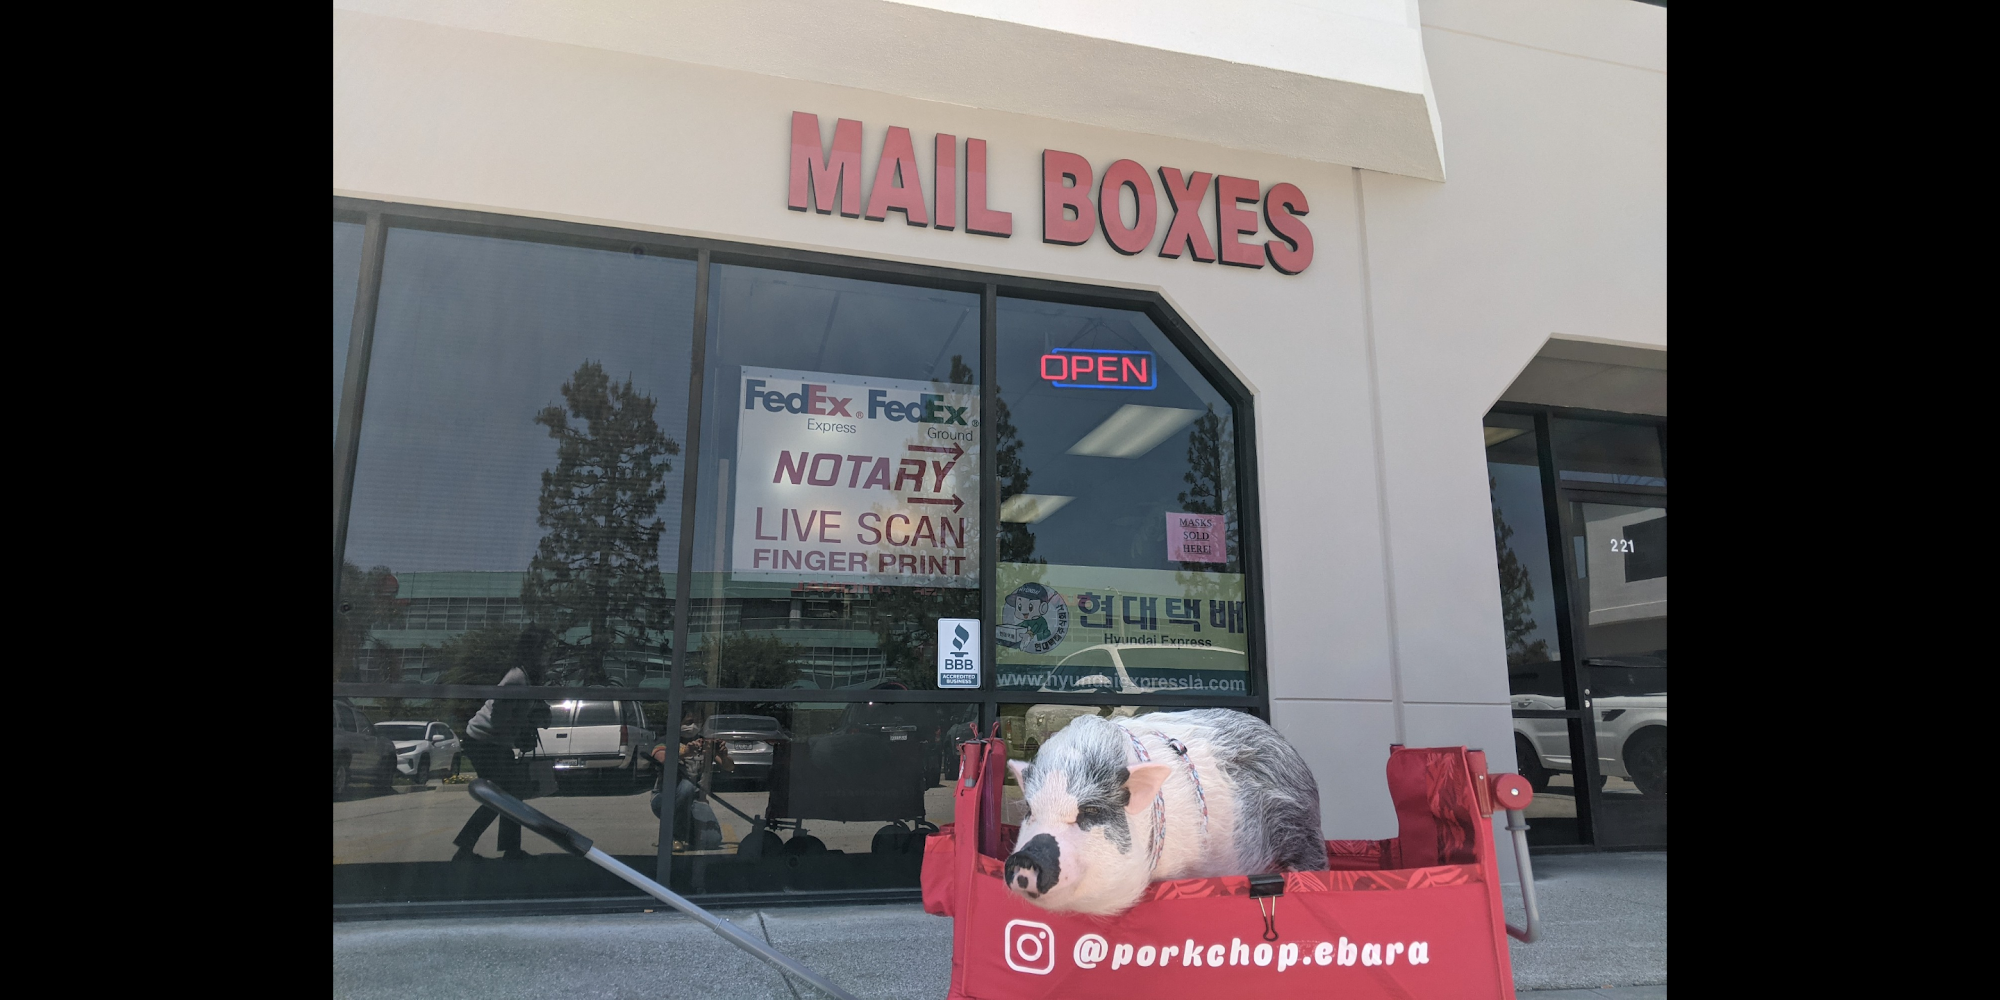 MAIL BOXES
OPEN
FedEx® FedEx®
Express
Ground
NOTARY
LIVE SCAN
FINGER PRINT
MASKS
SOLD
HERE!
현대택배
Hyundai Express
www.hyundaiexpressla.com
BBB
ACCREDITED
BUSINESS
221
@porkchop.ebara